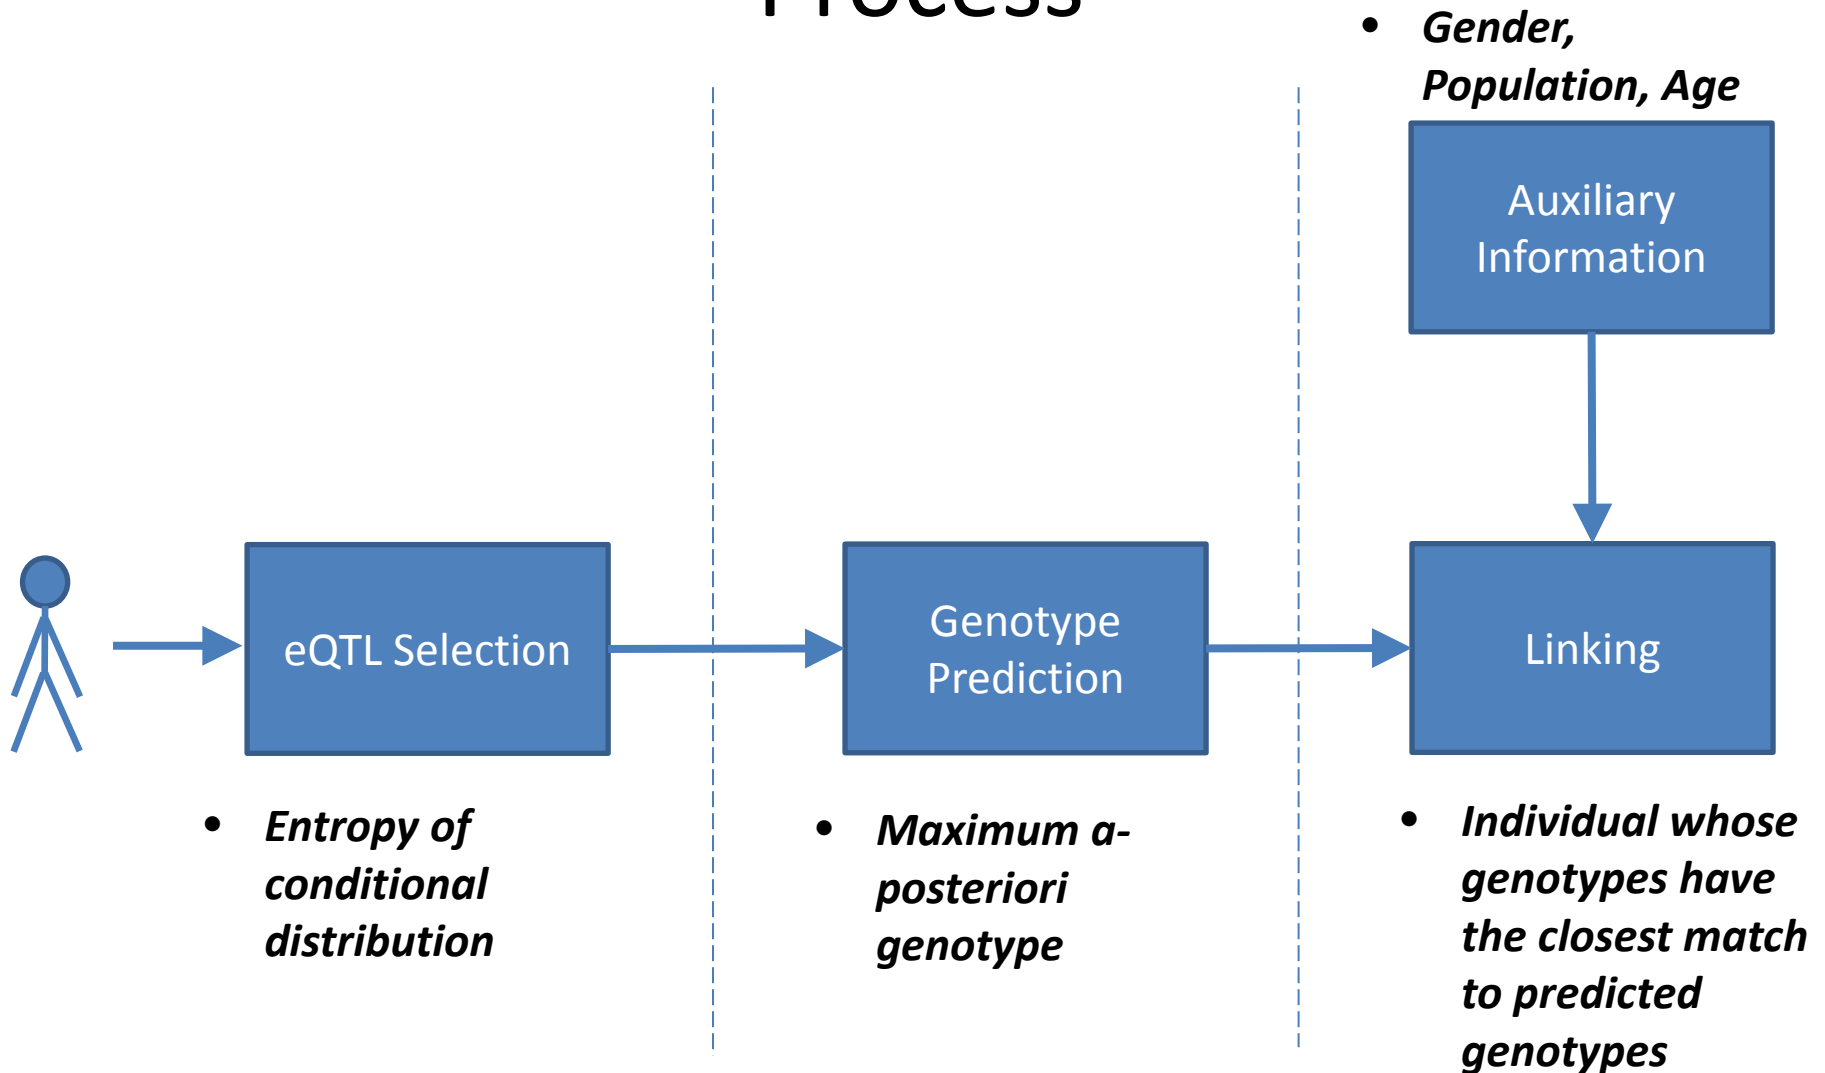 Process
• Gender,
Population, Age
Auxiliary
Information
eQTL Selection
Genotype
Prediction
Linking
• Entropy of
conditional
distribution
• Maximum a-
posteriori
genotype
• Individual whose
genotypes have
the closest match
to predicted
genotypes